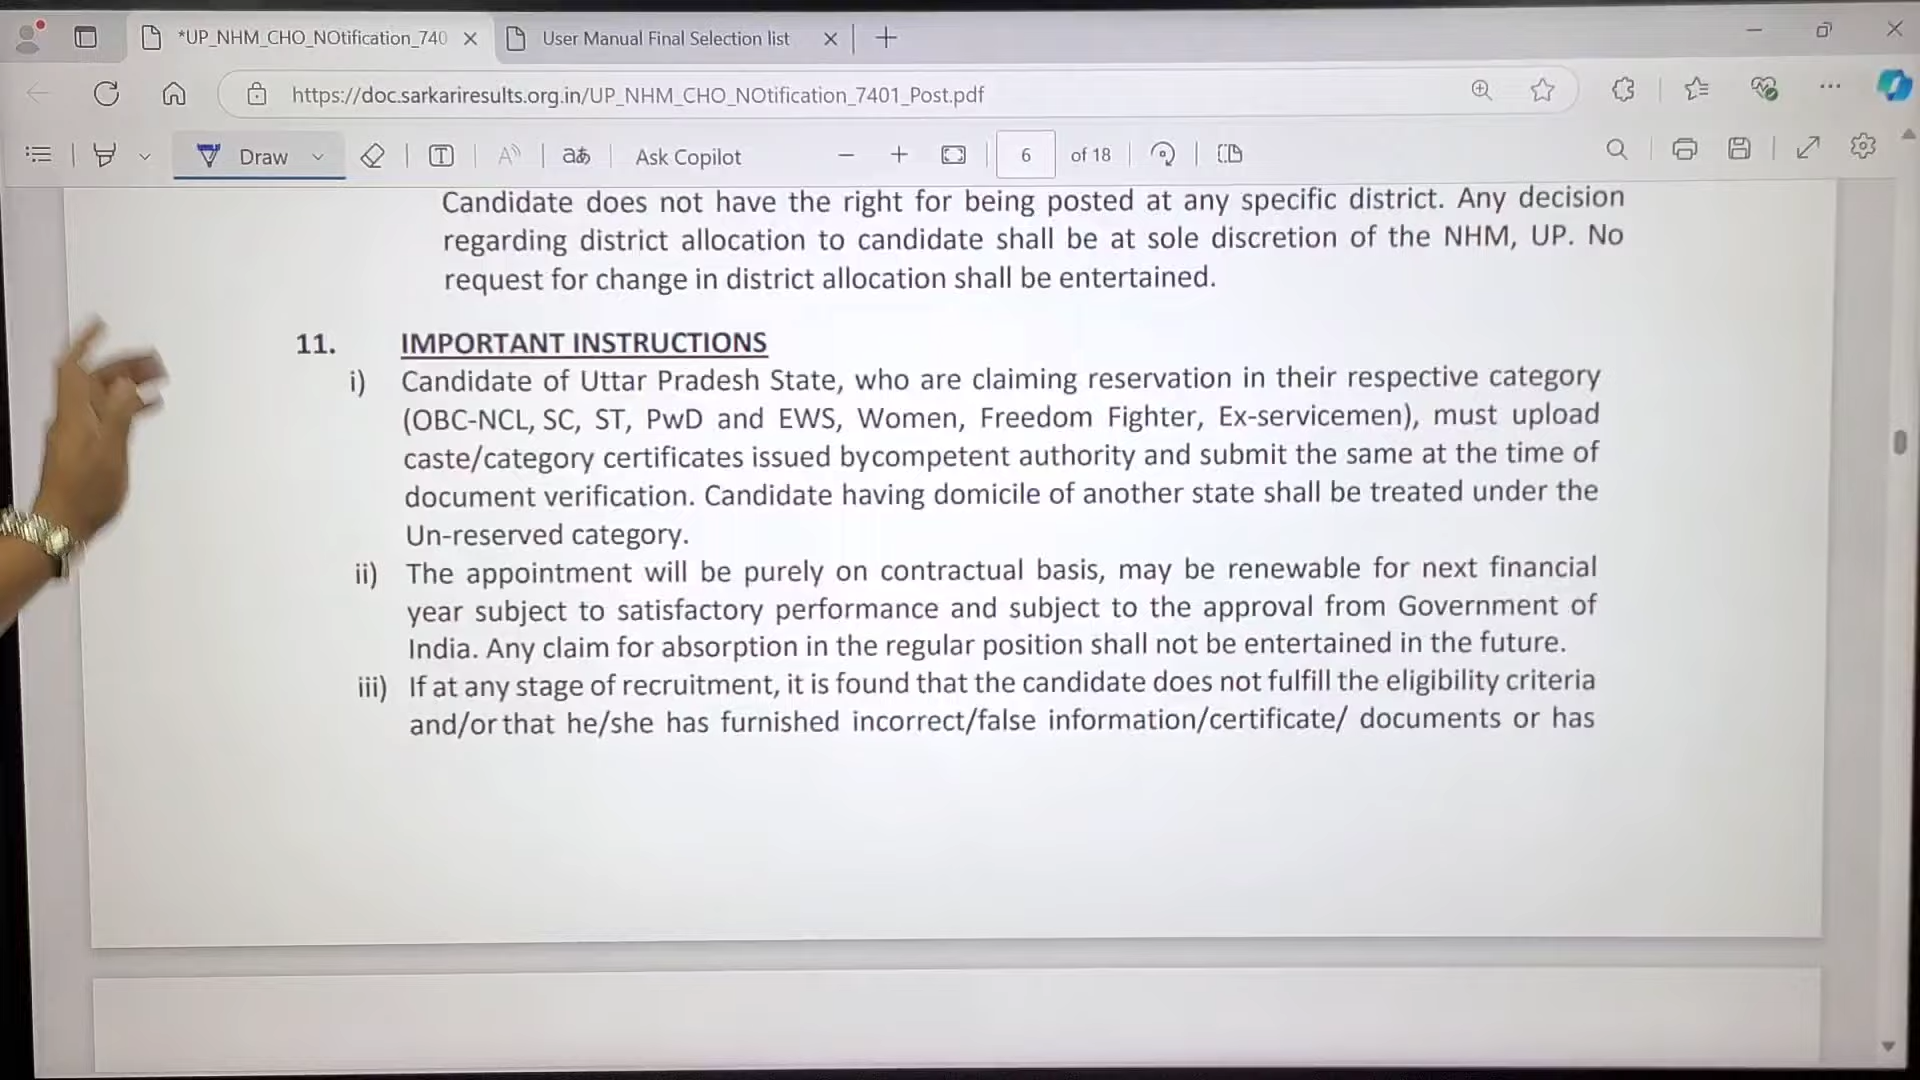 *UP_NHM_CHO_NOtification_740
User Manual Final Selection list
https://doc.sarkariresults.org.in/UP_NHM_CHO_NOtification_7401_Post.pdf
Draw
Ask Copilot
6 of 18
Candidate does not have the right for being posted at any specific district. Any decision
regarding district allocation to candidate shall be at sole discretion of the NHM, UP. No
request for change in district allocation shall be entertained.
11. IMPORTANT INSTRUCTIONS
i) Candidate of Uttar Pradesh State, who are claiming reservation in their respective category
(OBC-NCL, SC, ST, PwD and EWS, Women, Freedom Fighter, Ex-servicemen), must upload
caste/category certificates issued bycompetent authority and submit the same at the time of
document verification. Candidate having domicile of another state shall be treated under the
Un-reserved category.
ii) The appointment will be purely on contractual basis, may be renewable for next financial
year subject to satisfactory performance and subject to the approval from Government of
India. Any claim for absorption in the regular position shall not be entertained in the future.
iii) If at any stage of recruitment, it is found that the candidate does not fulfill the eligibility criteria
and/or that he/she has furnished incorrect/false information/certificate/ documents or has